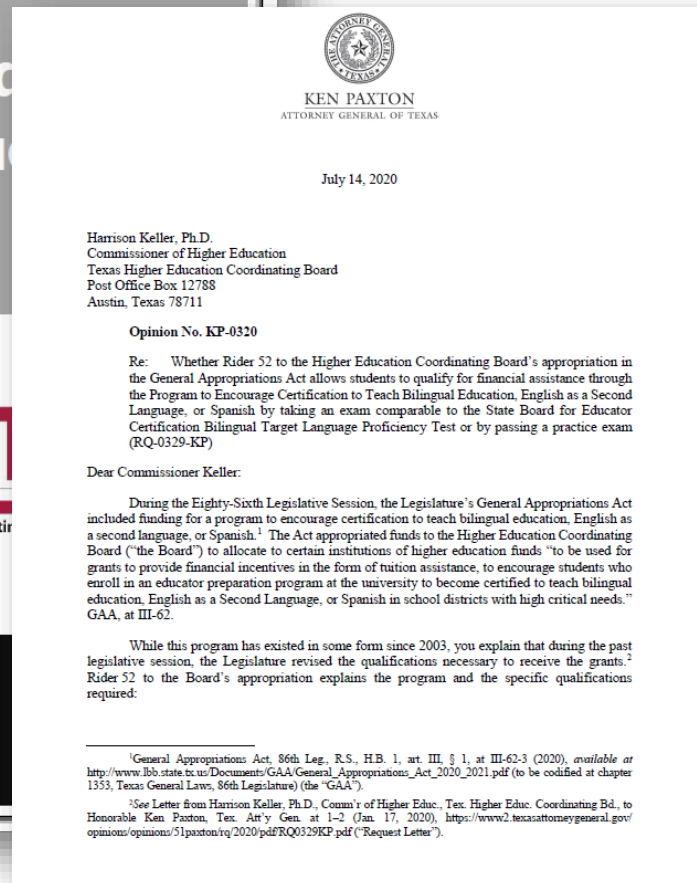 THE ATTORNEY GENERAL
TEXAS
KEN PAXTON
ATTORNEY GENERAL OF TEXAS
July 14, 2020
Harrison Keller, Ph.D.
Commissioner of Higher Education
Texas Higher Education Coordinating Board
Post Office Box 12788
Austin, Texas 78711
Opinion No. KP-0320
Re: Whether Rider 52 to the Higher Education Coordinating Board's appropriation in
the General Appropriations Act allows students to qualify for financial assistance through
the Program to Encourage Certification to Teach Bilingual Education, English as a Second
Language, or Spanish by taking an exam comparable to the State Board for Educator
Certification Bilingual Target Language Proficiency Test or by passing a practice exam
(RQ-0329-KP)
Dear Commissioner Keller:
During the Eighty-Sixth Legislative Session, the Legislature's General Appropriations Act
included funding for a program to encourage certification to teach bilingual education, English as
a second language, or Spanish.1 The Act appropriated funds to the Higher Education Coordinating
Board ("the Board") to allocate to certain institutions of higher education funds "to be used for
grants to provide financial incentives in the form of tuition assistance, to encourage students who
enroll in an educator preparation program at the university to become certified to teach bilingual
education, English as a Second Language, or Spanish in school districts with high critical needs."
GAA, at III-62.
While this program has existed in some form since 2003, you explain that during the past
legislative session, the Legislature revised the qualifications necessary to receive the grants.2
Rider 52 to the Board's appropriation explains the program and the specific qualifications
required:
1General Appropriations Act, 86th Leg., R.S., H.B. 1, art. III, § 1, at III-62-3 (2020), available at
http://www.lbb.state.tx.us/Documents/GAA/General_Appropriations_Act_2020_2021.pdf (to be codified at chapter
1353, Texas General Laws, 86th Legislature) (the "GAA").
2See Letter from Harrison Keller, Ph.D., Comm'r of Higher Educ., Tex. Higher Educ. Coordinating Bd., to
Honorable Ken Paxton, Tex. Att'y Gen. at 1–2 (Jan. 17, 2020), https://www2.texasattorneygeneral.gov/
opinions/opinions/51paxton/rq/2020/pdf/RQ0329KP.pdf ("Request Letter").